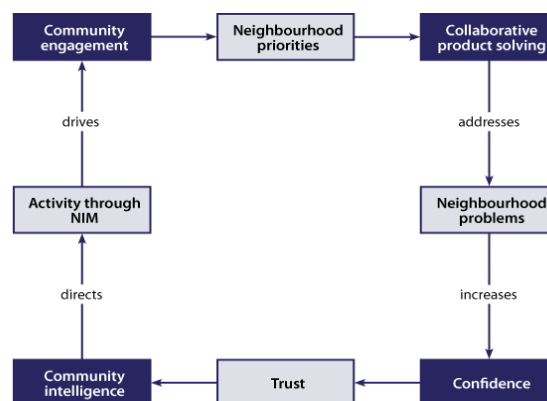 Community
engagement
Neighbourhood
priorities
Collaborative
product solving
drives
addresses
Activity through
NIM
Neighbourhood
problems
directs
increases
Community
intelligence
Trust
Confidence